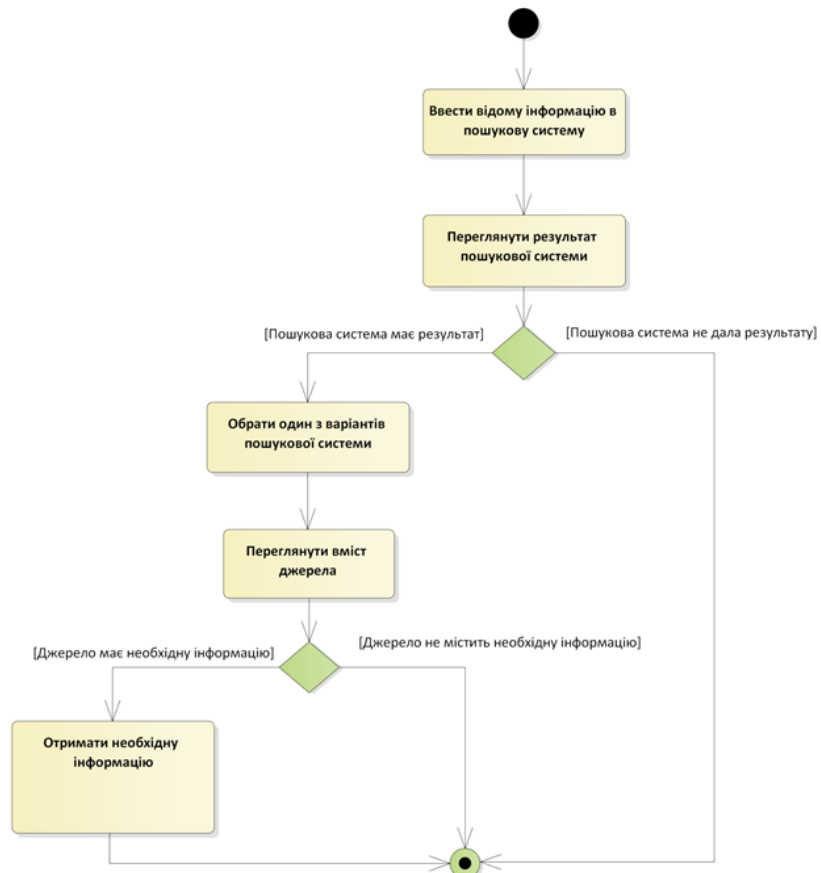 Ввести відому інформацію в
пошукову систему
Переглянути результат
пошукової системи
[Пошукова система має результат]
[Пошукова система не дала результату]
Обрати один з варіантів
пошукової системи
Переглянути вміст
джерела
[Джерело має необхідну інформацію]
[Джерело не містить необхідну інформацію]
Отримати необхідну
інформацію